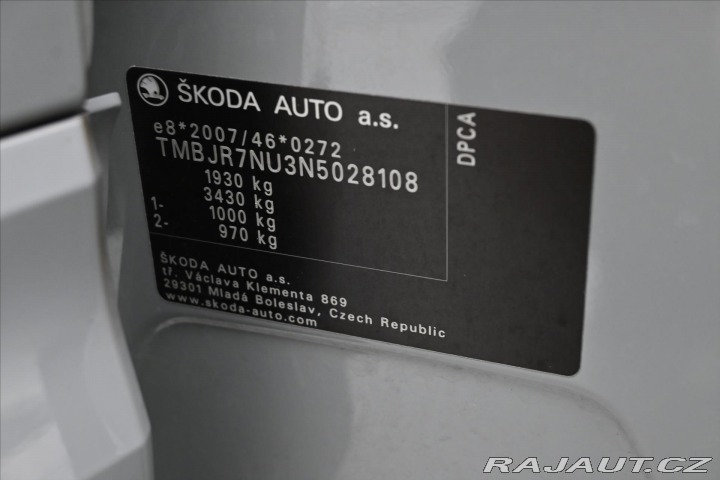 ŠKODA AUTO a.s.
e8*2007/46*0272
TMBJR7NU3N5028108
1930 kg
3430 kg
1- 1000 kg
2- 970 kg
DPCA
ŠKODA AUTO a.s.
tř. Václava Klementa 869
29301 Mladá Boleslav, Czech Republic
www.skoda-auto.com
RAJAUT.CZ